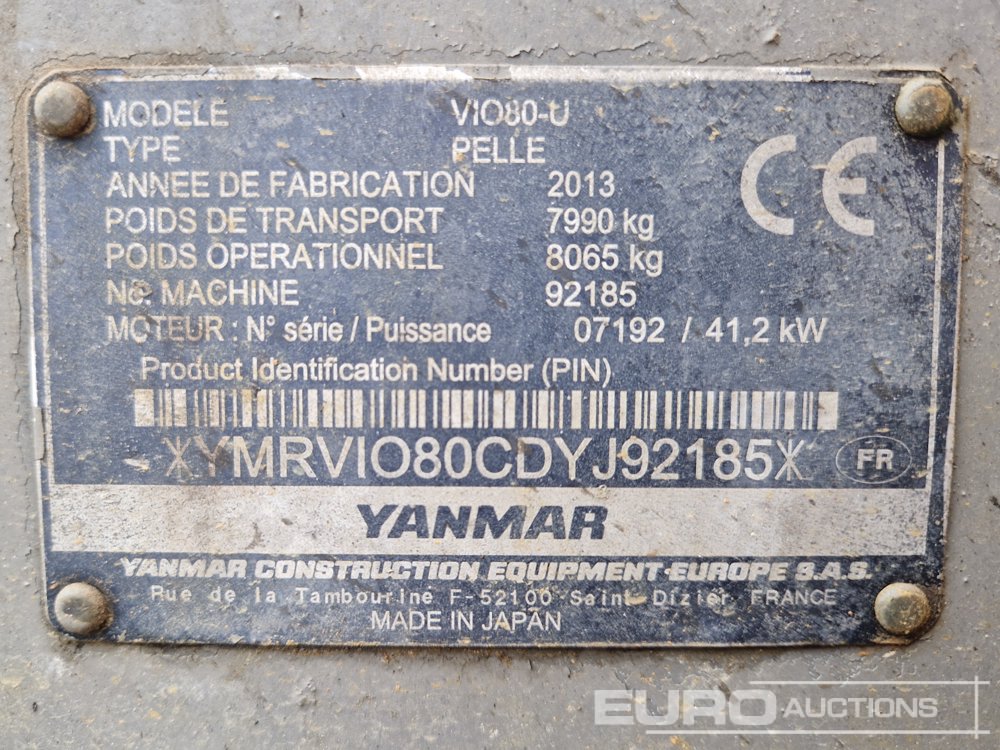 MODELE VIO80-U
TYPE PELLE
ANNEE DE FABRICATION 2013
POIDS DE TRANSPORT 7990 kg
POIDS OPERATIONNEL 8065 kg
No. MACHINE 92185
MOTEUR : N° série / Puissance 07192 / 41,2 kW
Product Identification Number (PIN)
*YMRVIO80CDYJ92185*
FR
CE
YANMAR
YANMAR CONSTRUCTION EQUIPMENT EUROPE S.A.S.
Rue de la Tambourine F-52100 Saint Dizier FRANCE
MADE IN JAPAN
EURO AUCTIONS